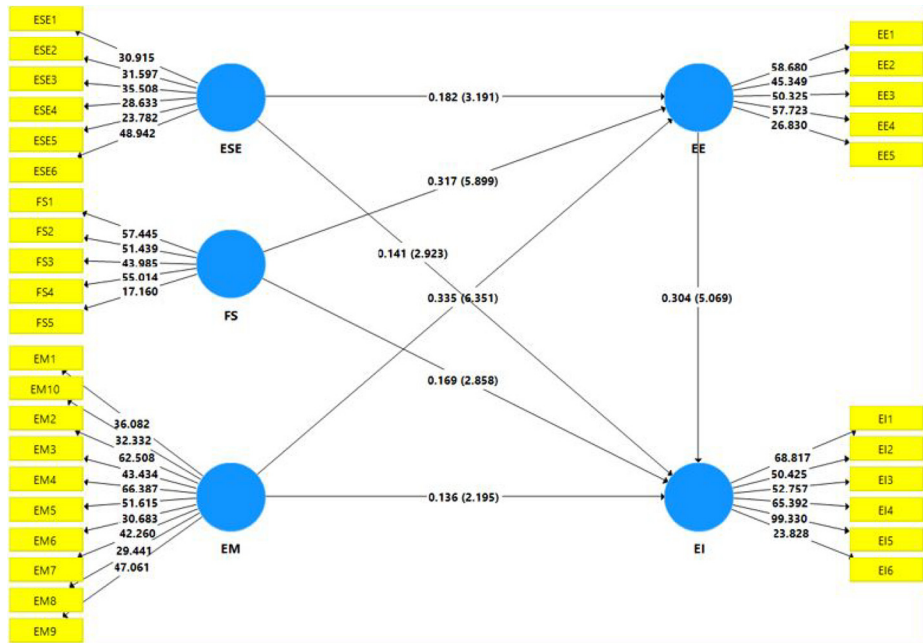 ESE1
ESE2
ESE3
ESE4
ESE5
ESE6
30.915
31.597
35.508
28.633
23.782
48.942
ESE
FS1
FS2
FS3
FS4
FS5
57.445
51.439
43.985
55.014
17.160
FS
EM1
EM10
EM2
EM3
EM4
EM5
EM6
EM7
EM8
EM9
36.082
32.332
62.508
43.434
66.387
51.615
30.683
42.260
29.441
47.061
EM
0.182 (3.191)
0.317 (5.899)
0.141 (2.923)
0.335 (6.351)
0.304 (5.069)
0.169 (2.858)
0.136 (2.195)
EE
58.680
45.349
50.325
57.723
26.830
EE1
EE2
EE3
EE4
EE5
EI
68.817
50.425
52.757
65.392
99.330
23.828
EI1
EI2
EI3
EI4
EI5
EI6